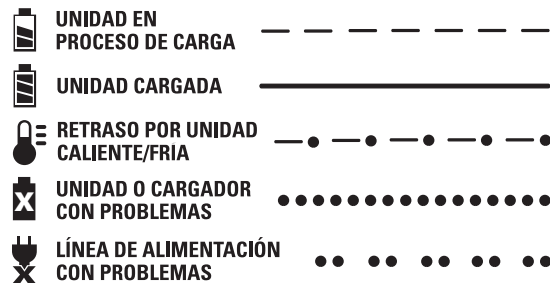 UNIDAD EN
PROCESO DE CARGA
UNIDAD CARGADA
RETRASO POR UNIDAD
CALIENTE/FRÍA
UNIDAD O CARGADOR
CON PROBLEMAS
LÍNEA DE ALIMENTACIÓN
CON PROBLEMAS